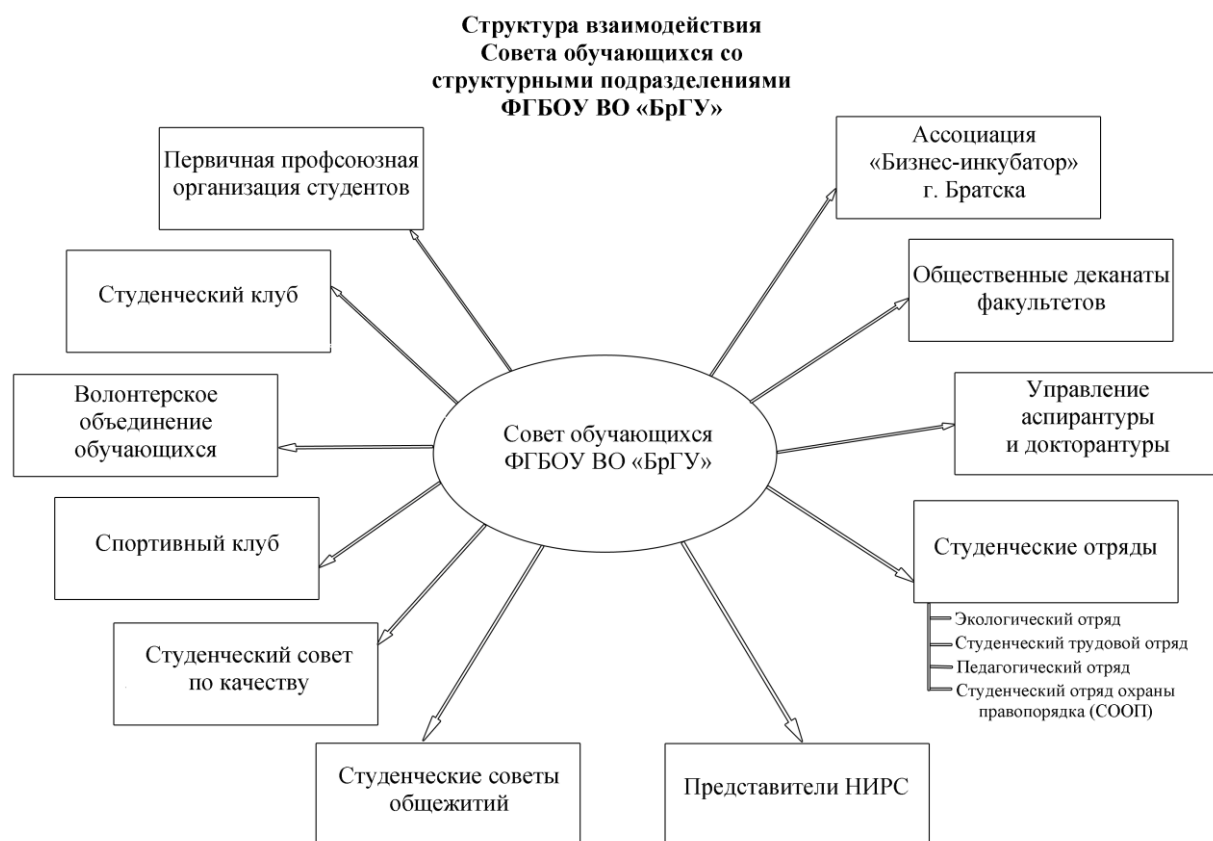 Структура взаимодействия
Совета обучающихся со
структурными подразделениями
ФГБОУ ВО «БрГУ»
Первичная профсоюзная
организация студентов
Ассоциация
«Бизнес-инкубатор»
г. Братска
Студенческий клуб
Общественные деканаты
факультетов
Волонтерское
объединение
обучающихся
Совет обучающихся
ФГБОУ ВО «БрГУ»
Управление
аспирантуры
и докторантуры
Спортивный клуб
Студенческие отряды
Экологический отряд
Студенческий трудовой отряд
Педагогический отряд
Студенческий отряд охраны
правопорядка (СООП)
Студенческий совет
по качеству
Студенческие советы
общежитий
Представители НИРС